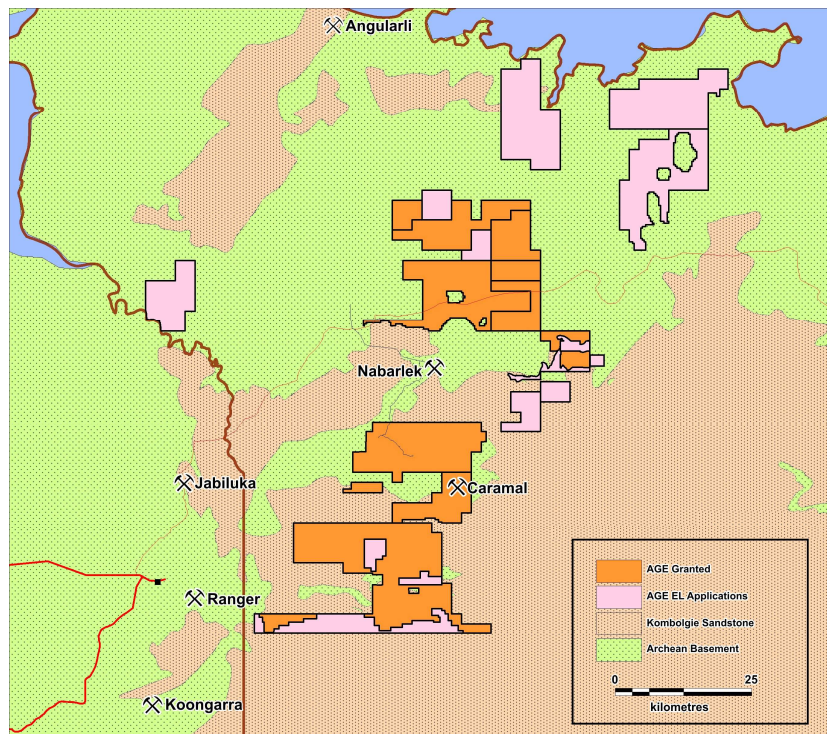 Angularli
Nabarlek
Jabiluka
Caramal
Ranger
Koongarra
AGE Granted
AGE EL Applications
Kombolgie Sandstone
Archean Basement
0 25
kilometres